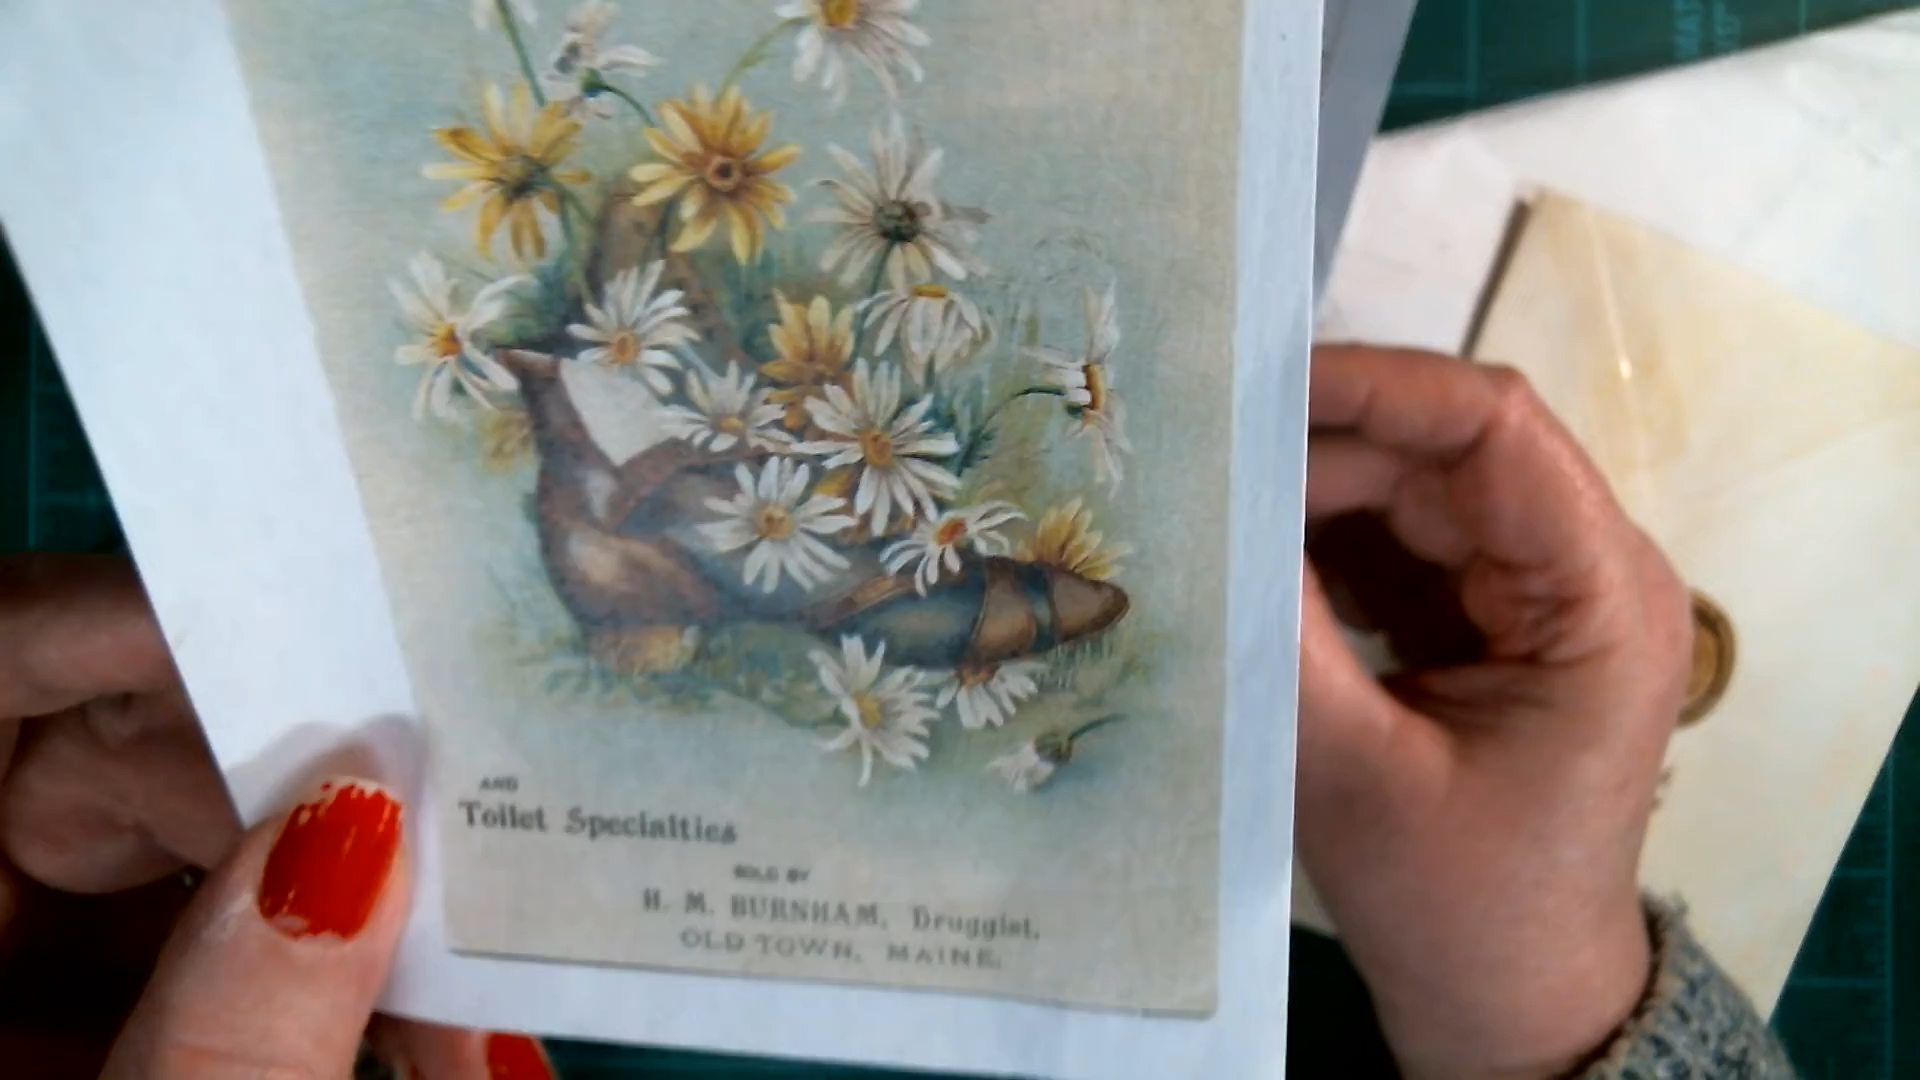 AND
Toilet Specialties
SOLD BY
H. M. BURNHAM, Druggist,
OLD TOWN, MAINE.